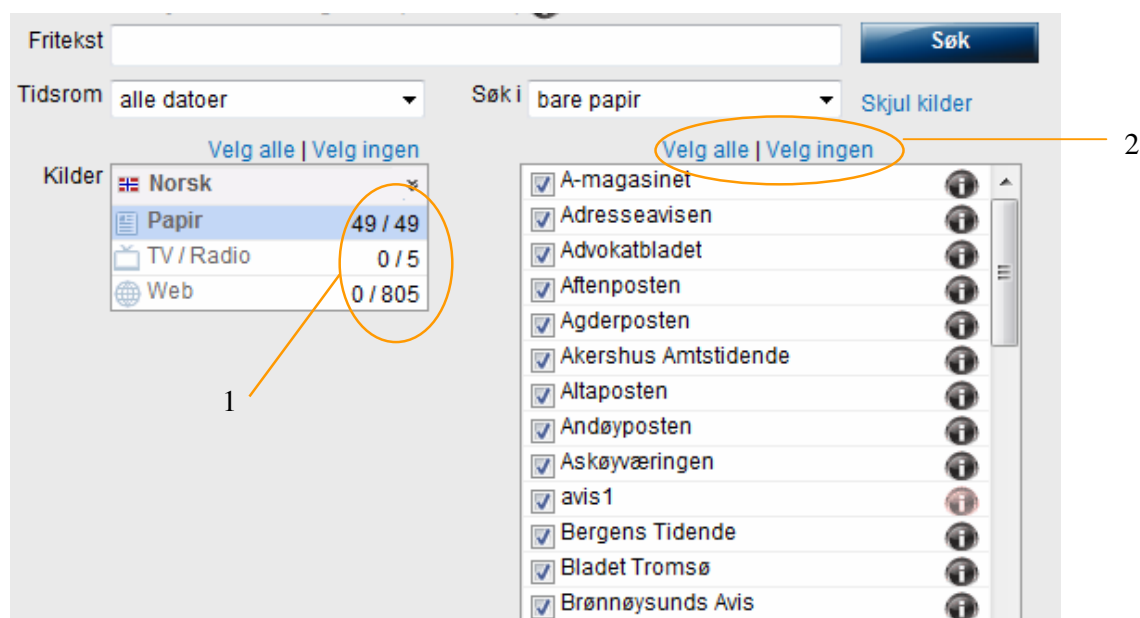 Fritekst
Søk
Tidsrom alle datoer Søk i bare papir Skjul kilder
Velg alle | Velg ingen Velg alle | Velg ingen 2
Kilder Norsk
Papir 49 / 49
TV / Radio 0 / 5
Web 0 / 805
1
A-magasinet
Adresseavisen
Advokatbladet
Aftenposten
Agderposten
Akershus Amtstidende
Altaposten
Andøyposten
Askøyværingen
avis1
Bergens Tidende
Bladet Tromsø
Brønnøysunds Avis